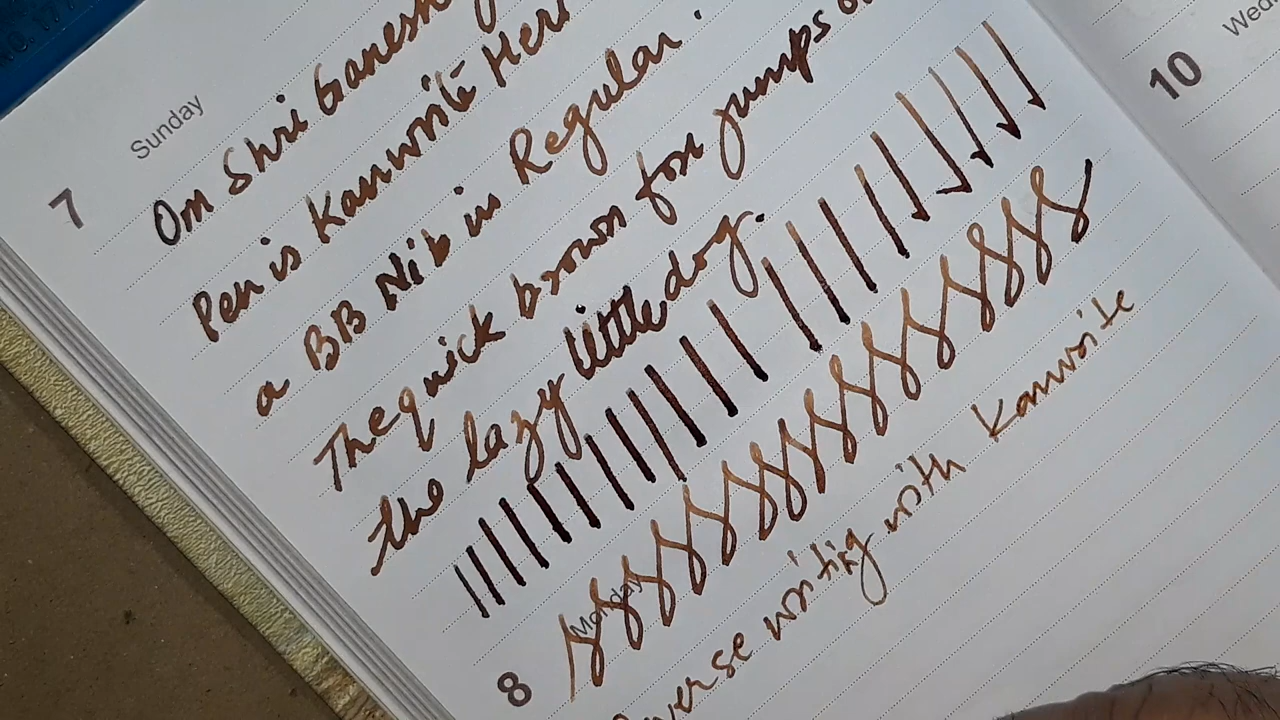 Sunday
7
Om Shri Ganesh
Pen is Kanwrite Her
a BB Nib in Regular.
The quick brown fox jumps
the lazy little dog.
Monday
8
verse writing with Kanwrite
10
Wed